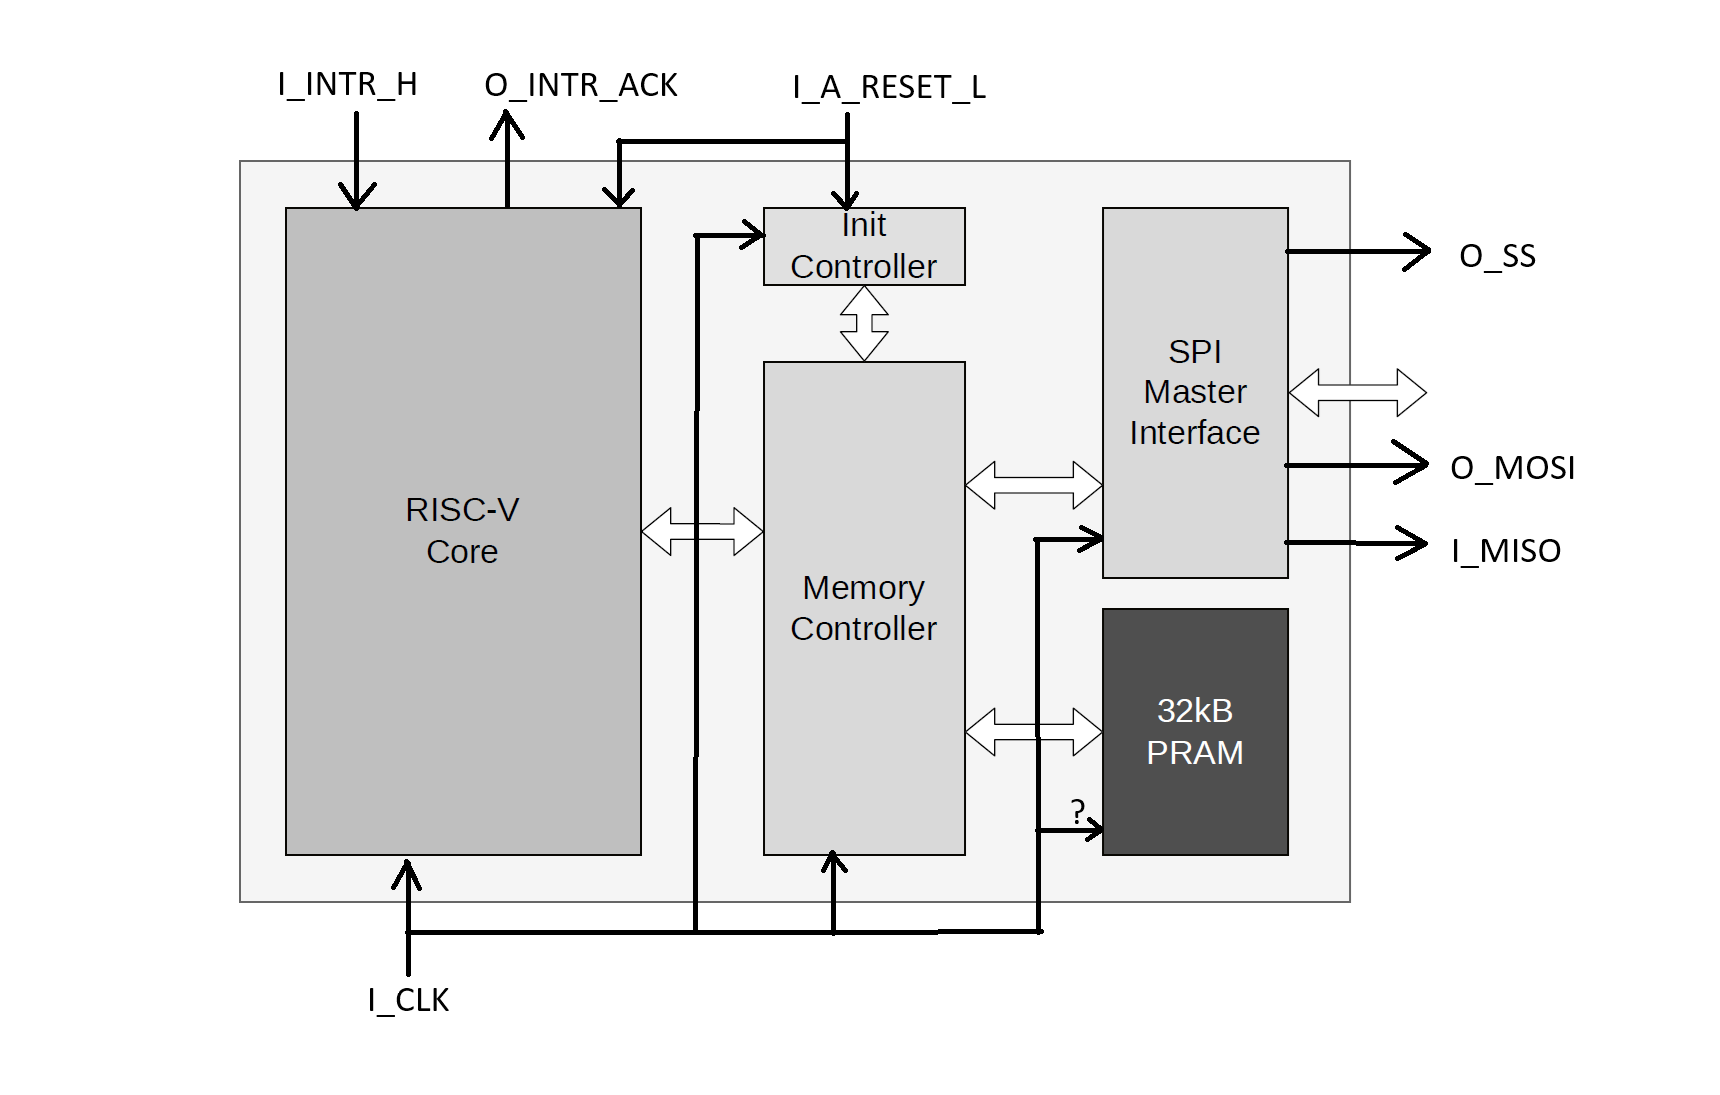 I_INTR_H
O_INTR_ACK
I_A_RESET_L
Init
Controller
O_SS
SPI
Master
Interface
O_MOSI
RISC-V
Core
I_MISO
Memory
Controller
32kB
PRAM
?
I_CLK